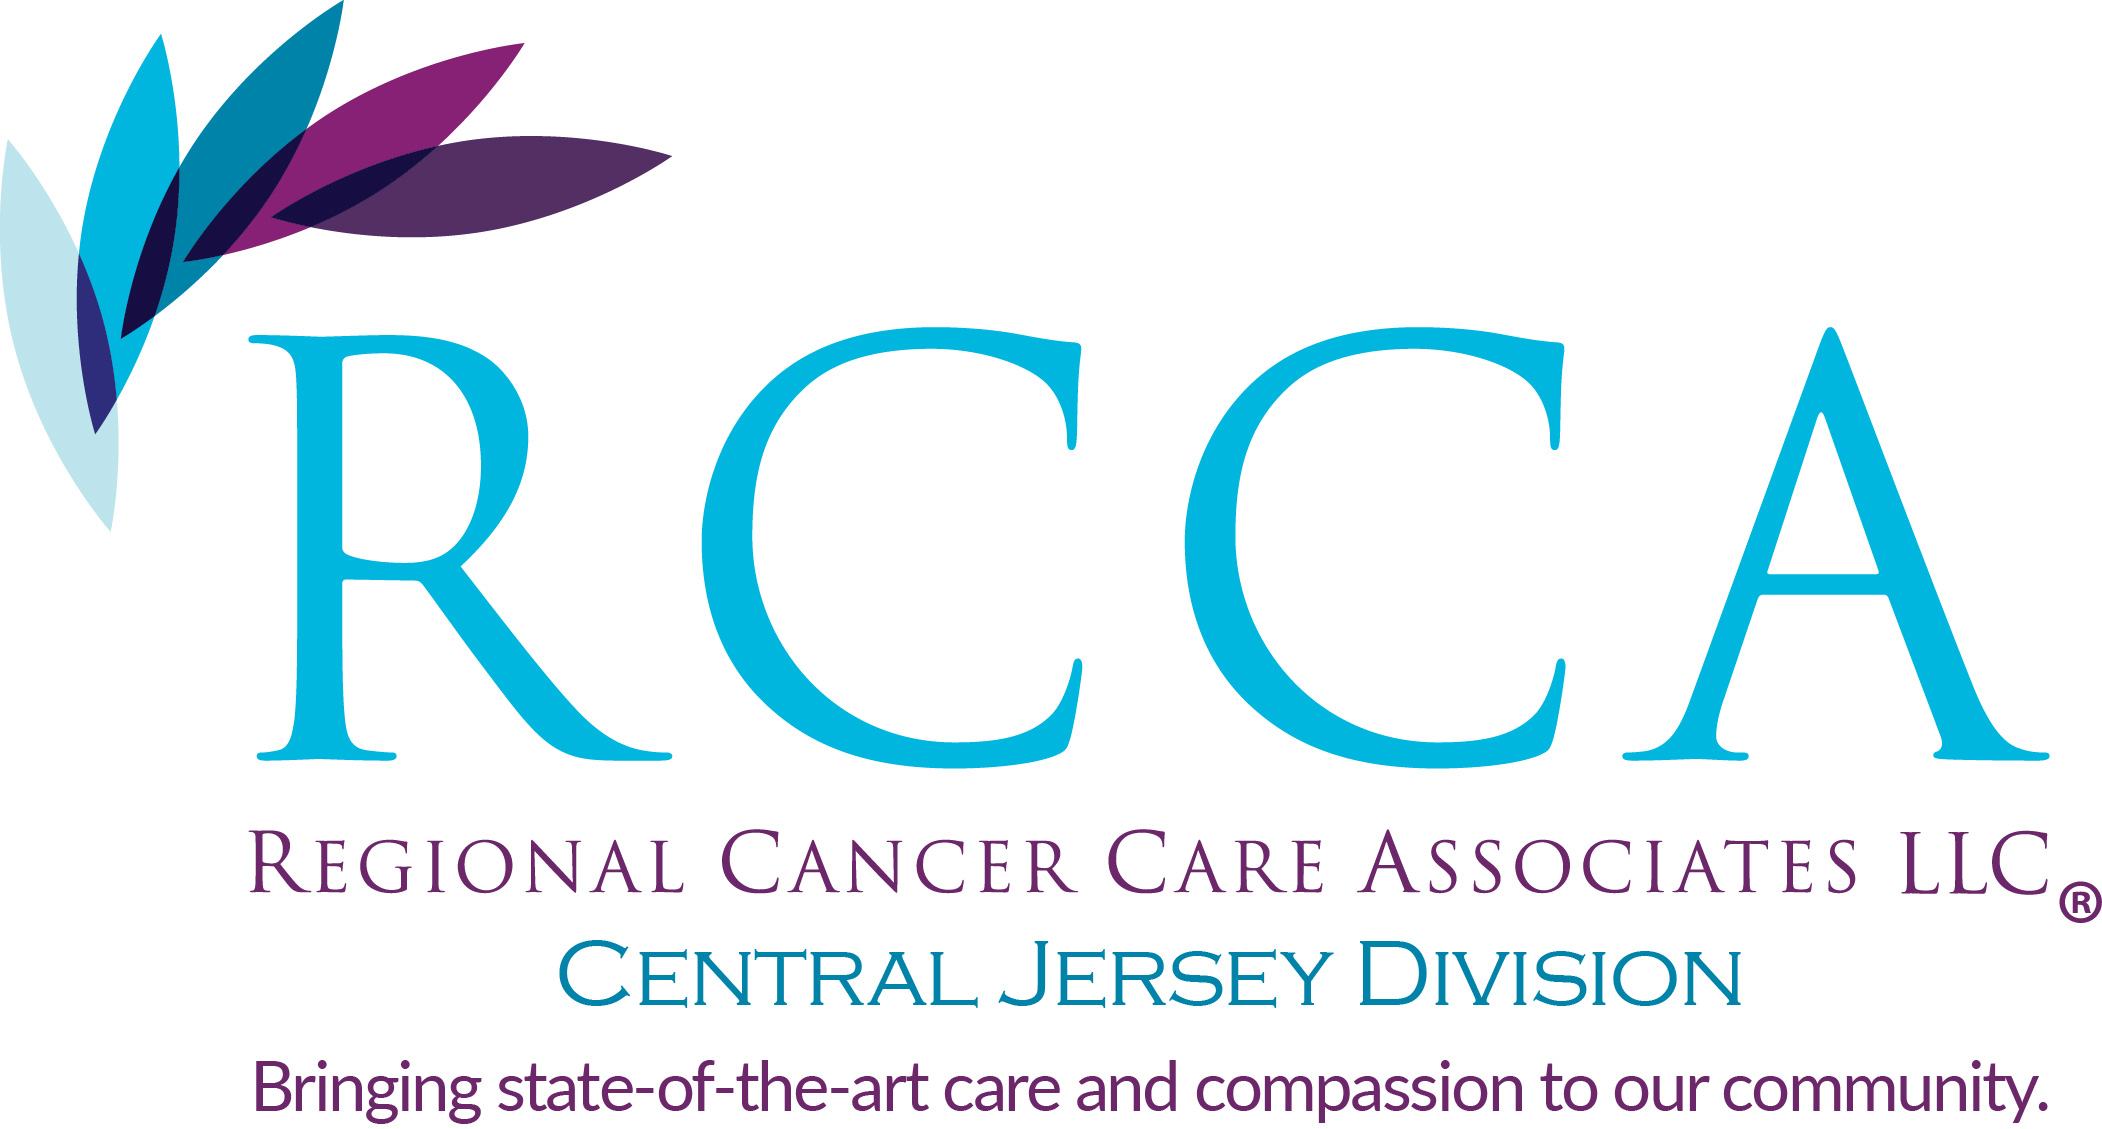 RCCA
Regional Cancer Care Associates LLC®
Central Jersey Division
Bringing state-of-the-art care and compassion to our community.